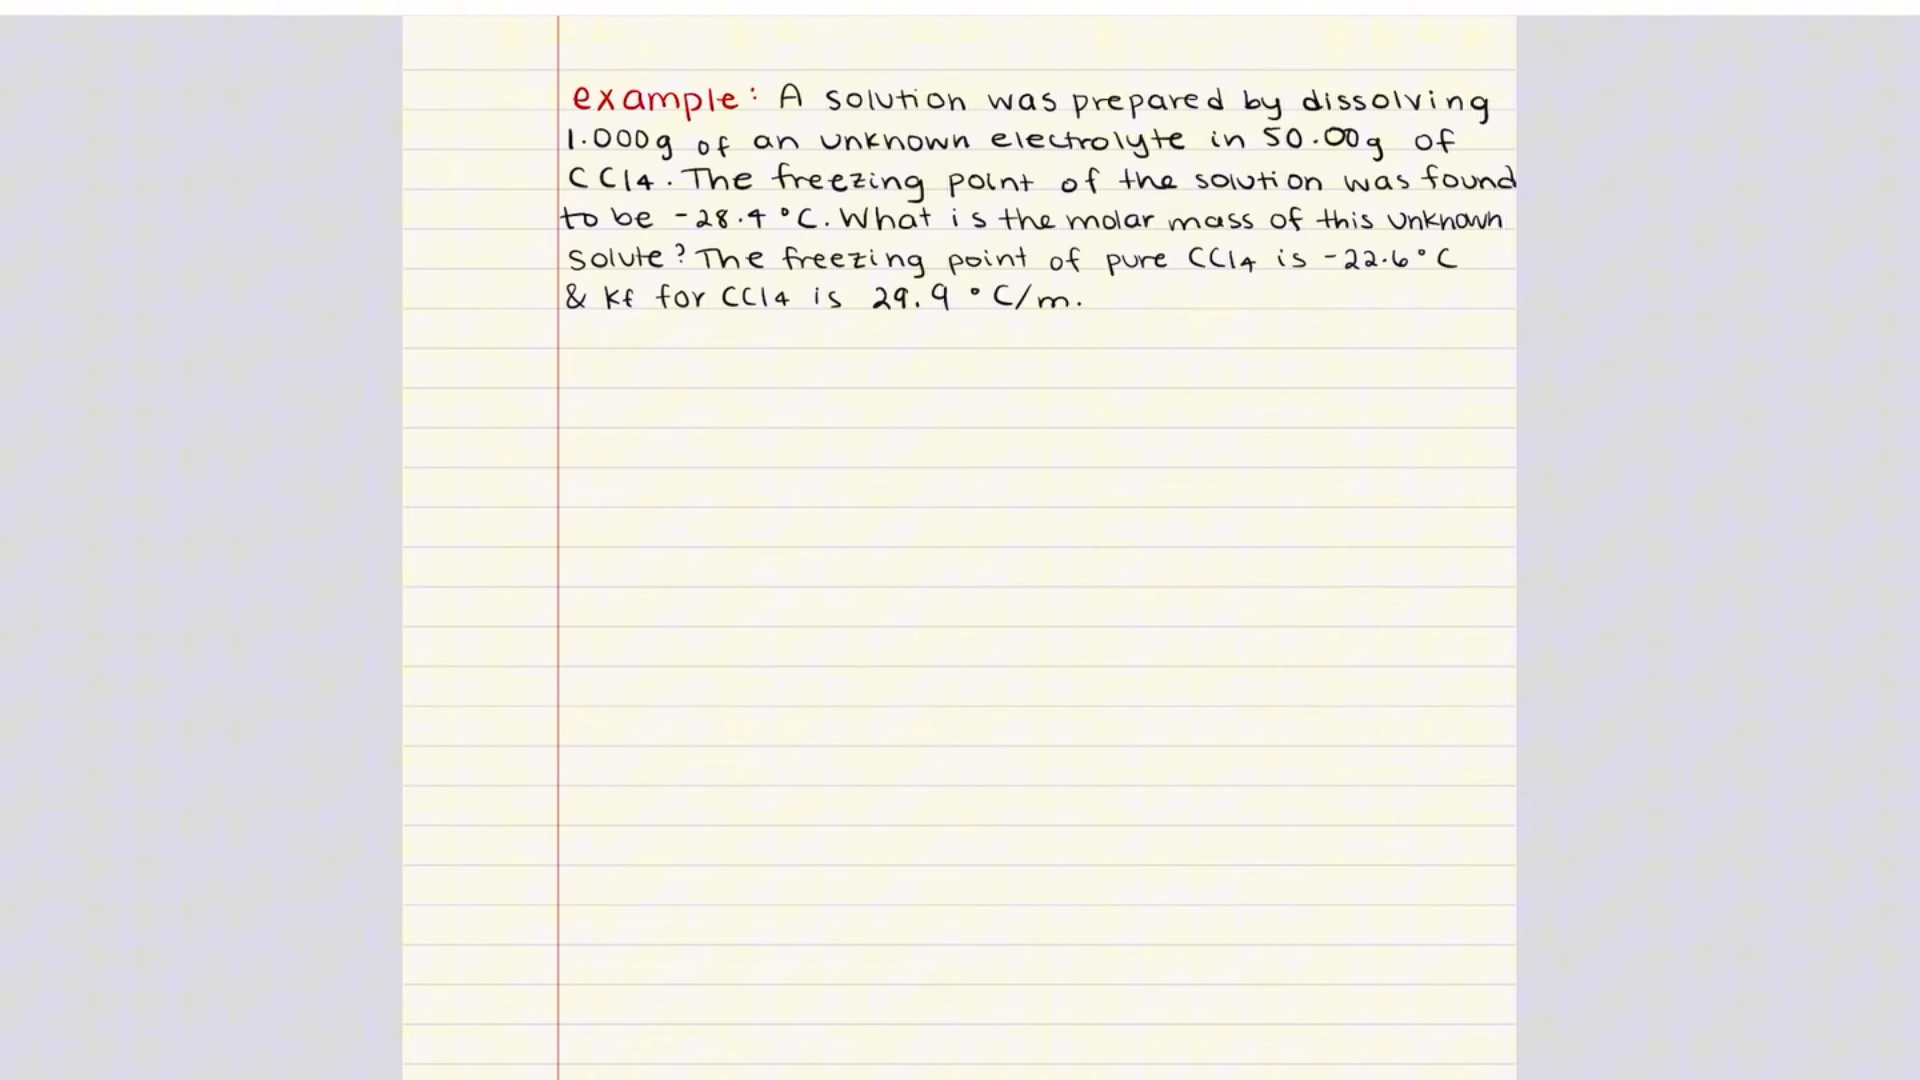 example: A solution was prepared by dissolving
1.000g of an unknown electrolyte in 50.00g of
CCl4. The freezing point of the solution was found
to be -28.4 °C. What is the molar mass of this unknown
solute? The freezing point of pure CCl4 is -22.6°C
& Kf for CCl4 is 29.9 °C/m.